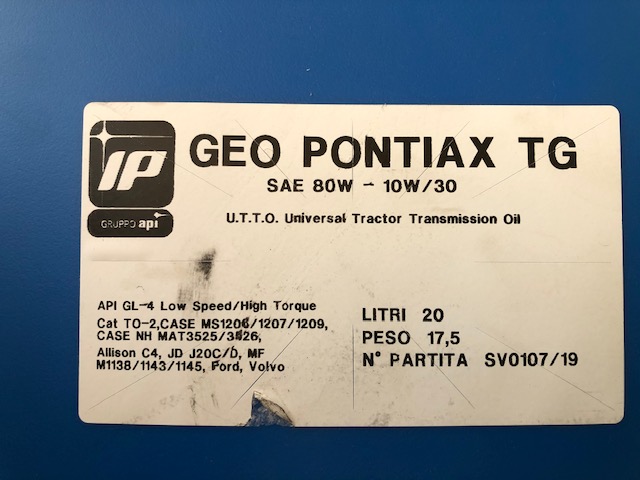 IP
GRUPPO api
GEO PONTIAX TG
SAE 80W - 10W/30
U.T.T.O. Universal Tractor Transmission Oil
API GL-4 Low Speed/High Torque
Cat TO-2,CASE MS1206/1207/1209,
CASE NH MAT3525/3526,
Allison C4, JD J20C/D, MF
M1138/1143/1145, Ford, Volvo
LITRI 20
PESO 17,5
N° PARTITA SV0107/19